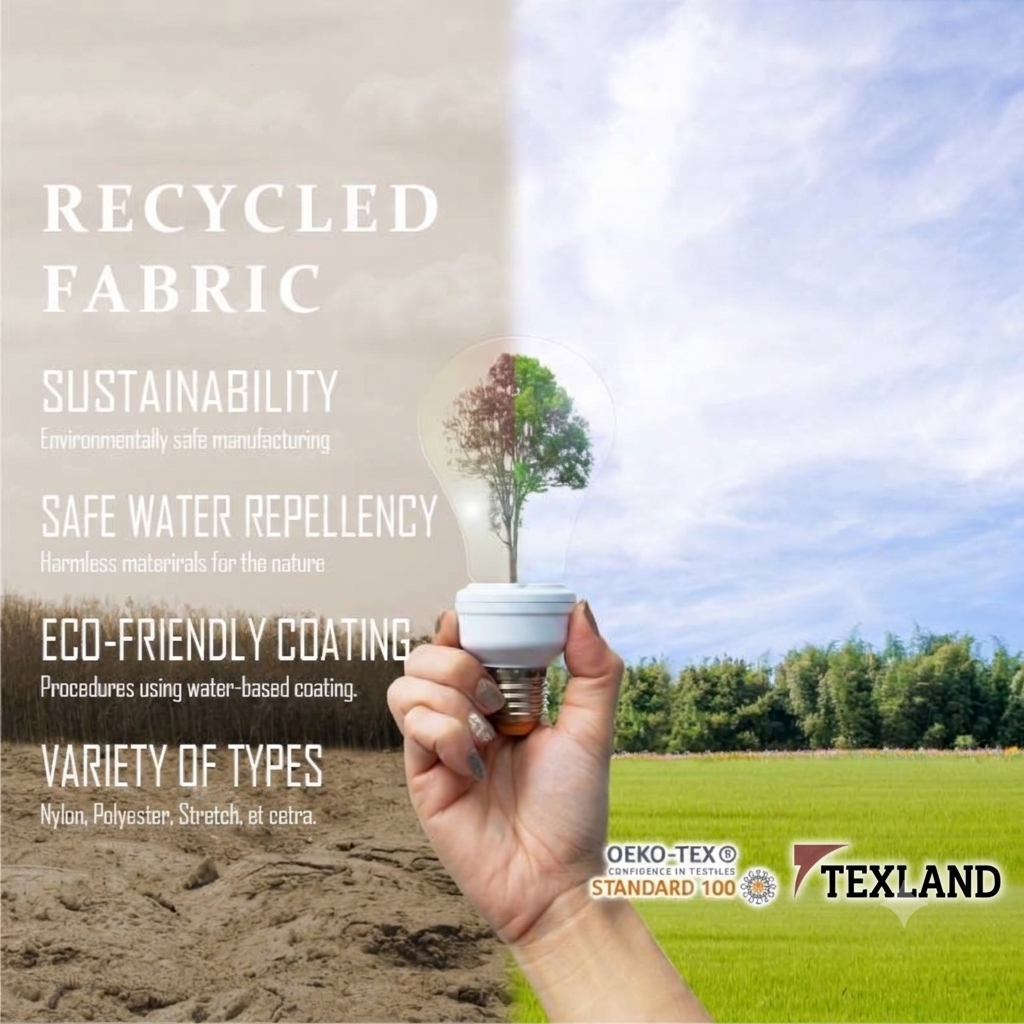 RECYCLED
FABRIC
SUSTAINABILITY
Environmentally safe manufacturing
SAFE WATER REPELLENCY
Harmless materirals for the nature
ECO-FRIENDLY COATING
Procedures using water-based coating.
VARIETY OF TYPES
Nylon, Polyester, Stretch, et cetra.
OEKO-TEX®
CONFIDENCE IN TESTILES
STANDARD 100
TEXLAND